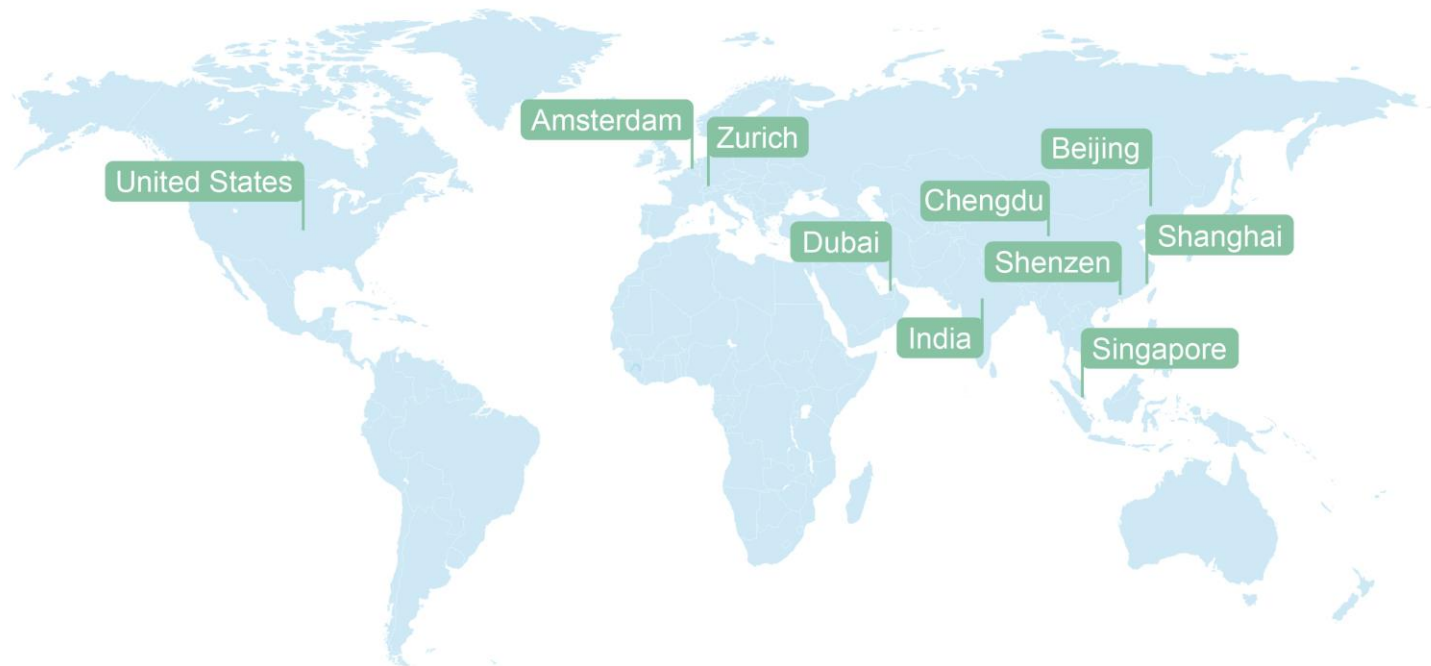 Amsterdam
Zurich
Beijing
United States
Chengdu
Shanghai
Dubai
Shenzen
India
Singapore